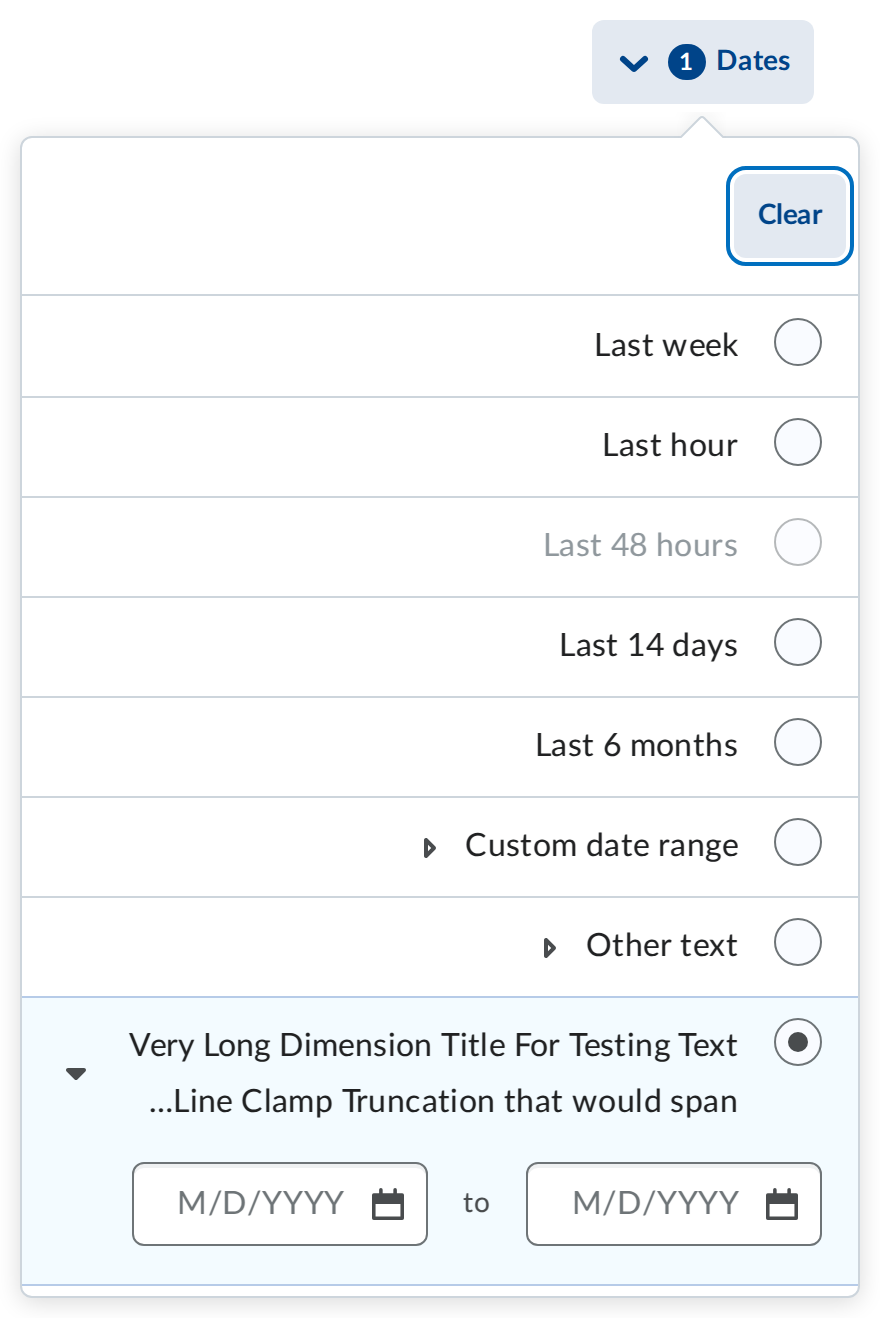 1 Dates
Clear
Last week
Last hour
Last 48 hours
Last 14 days
Last 6 months
Custom date range
Other text
Very Long Dimension Title For Testing Text
...Line Clamp Truncation that would span
M/D/YYYY to M/D/YYYY